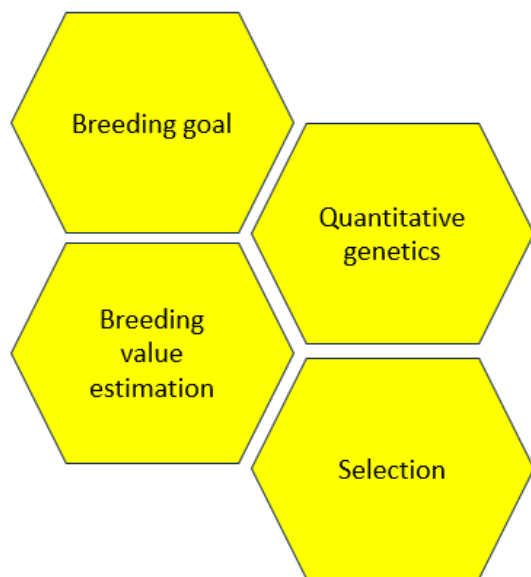 Breeding goal
Quantitative
genetics
Breeding
value
estimation
Selection